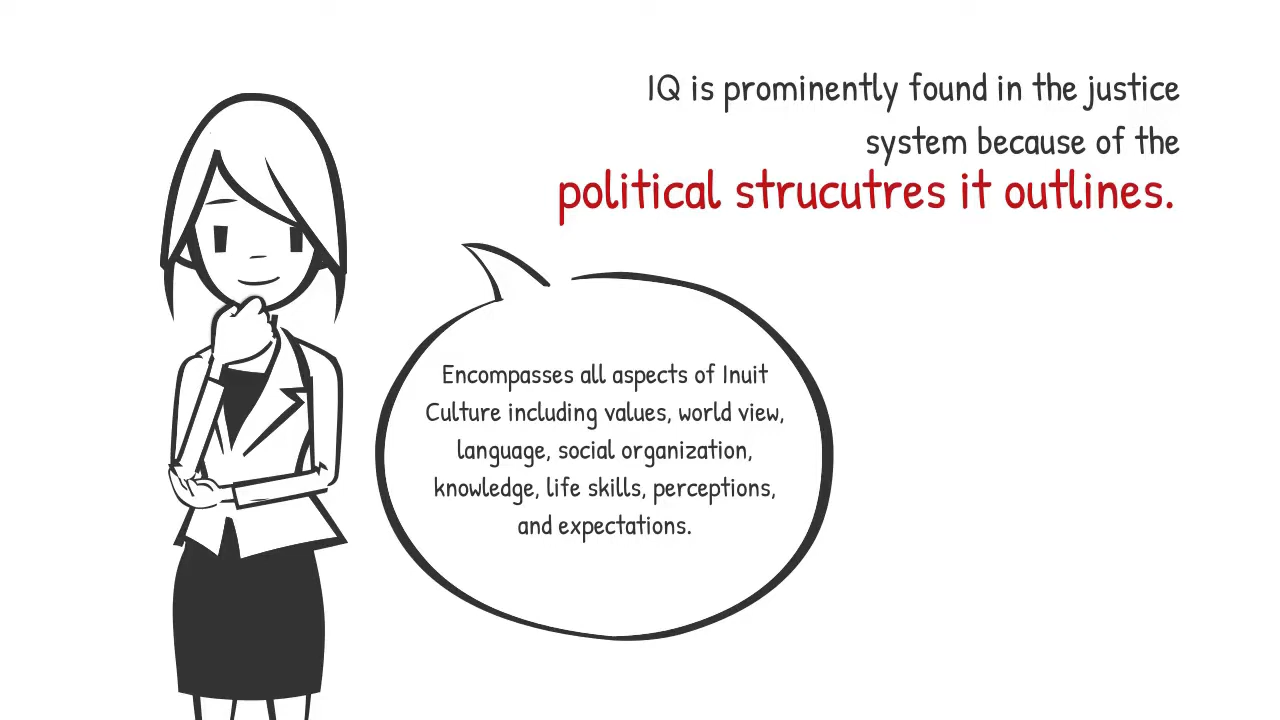 IQ is prominently found in the justice
system because of the
political strucutres it outlines.
Encompasses all aspects of Inuit
Culture including values, world view,
language, social organization,
knowledge, life skills, perceptions,
and expectations.